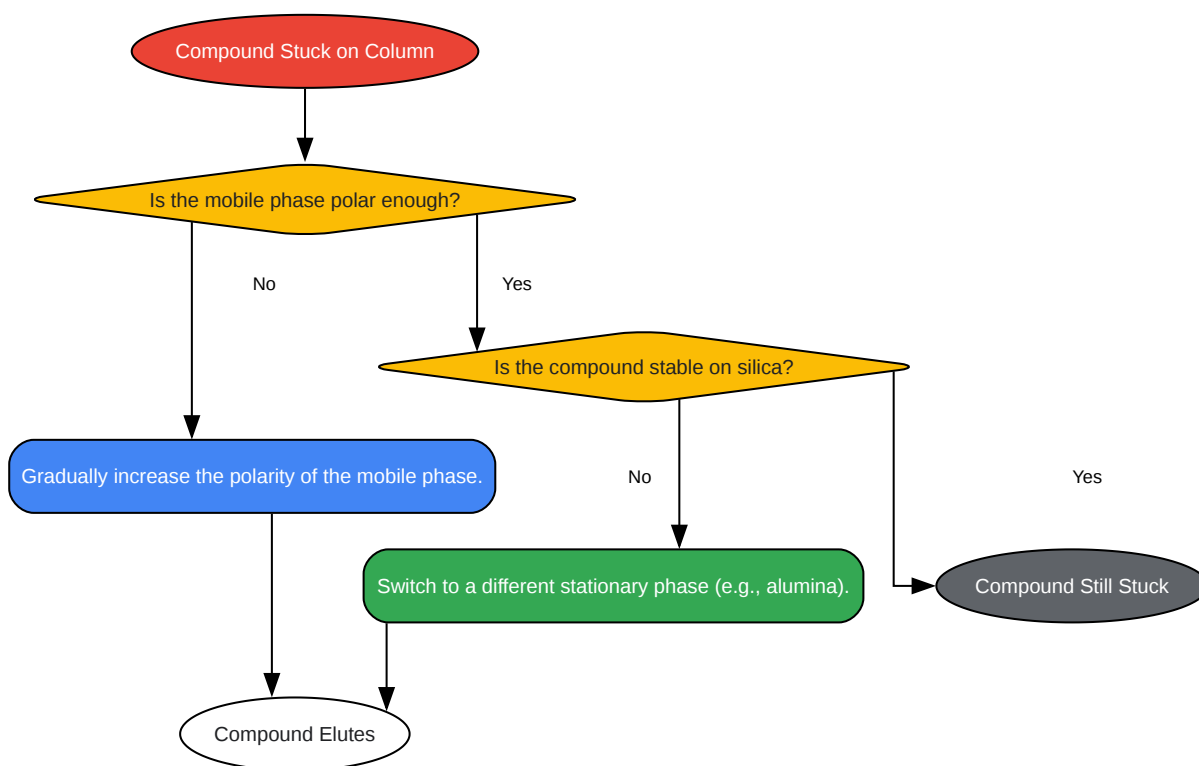 Compound Stuck on Column
Is the mobile phase polar enough?
No
Yes
Is the compound stable on silica?
Gradually increase the polarity of the mobile phase.
No
Yes
Switch to a different stationary phase (e.g., alumina).
Compound Still Stuck
Compound Elutes